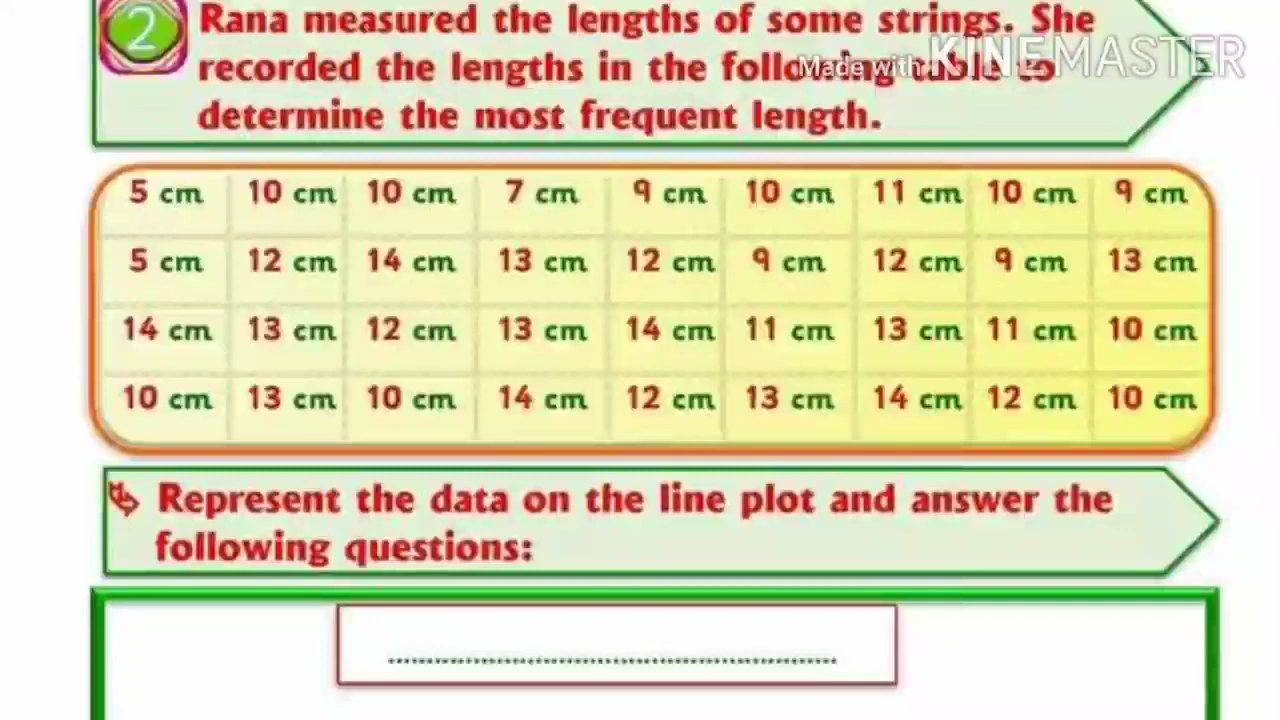 2
Rana measured the lengths of some strings. She
recorded the lengths in the following table to
determine the most frequent length.
Made with KINEMASTER
5 cm 10 cm 10 cm 7 cm 9 cm 10 cm 11 cm 10 cm 9 cm
5 cm 12 cm 14 cm 13 cm 12 cm 9 cm 12 cm 9 cm 13 cm
14 cm 13 cm 12 cm 13 cm 14 cm 11 cm 13 cm 11 cm 10 cm
10 cm 13 cm 10 cm 14 cm 12 cm 13 cm 14 cm 12 cm 10 cm
Represent the data on the line plot and answer the
following questions: